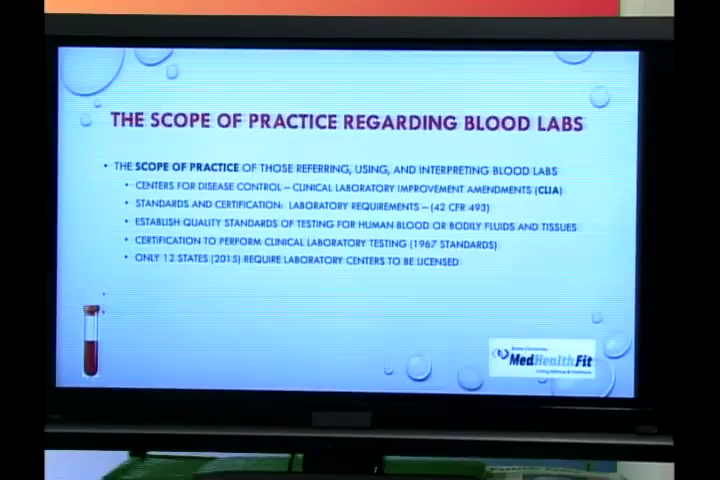 THE SCOPE OF PRACTICE REGARDING BLOOD LABS
• THE SCOPE OF PRACTICE OF THOSE REFERRING, USING, AND INTERPRETING BLOOD LABS
• CENTERS FOR DISEASE CONTROL – CLINICAL LABORATORY IMPROVEMENT AMENDMENTS (CLIA)
• STANDARDS AND CERTIFICATION: LABORATORY REQUIREMENTS – (42 CFR 493)
• ESTABLISH QUALITY STANDARDS OF TESTING FOR HUMAN BLOOD OR BODILY FLUIDS AND TISSUES
• CERTIFICATION TO PERFORM CLINICAL LABORATORY TESTING (1967 STANDARDS)
• ONLY 12 STATES (2015) REQUIRE LABORATORY CENTERS TO BE LICENSED
MedHealthFit